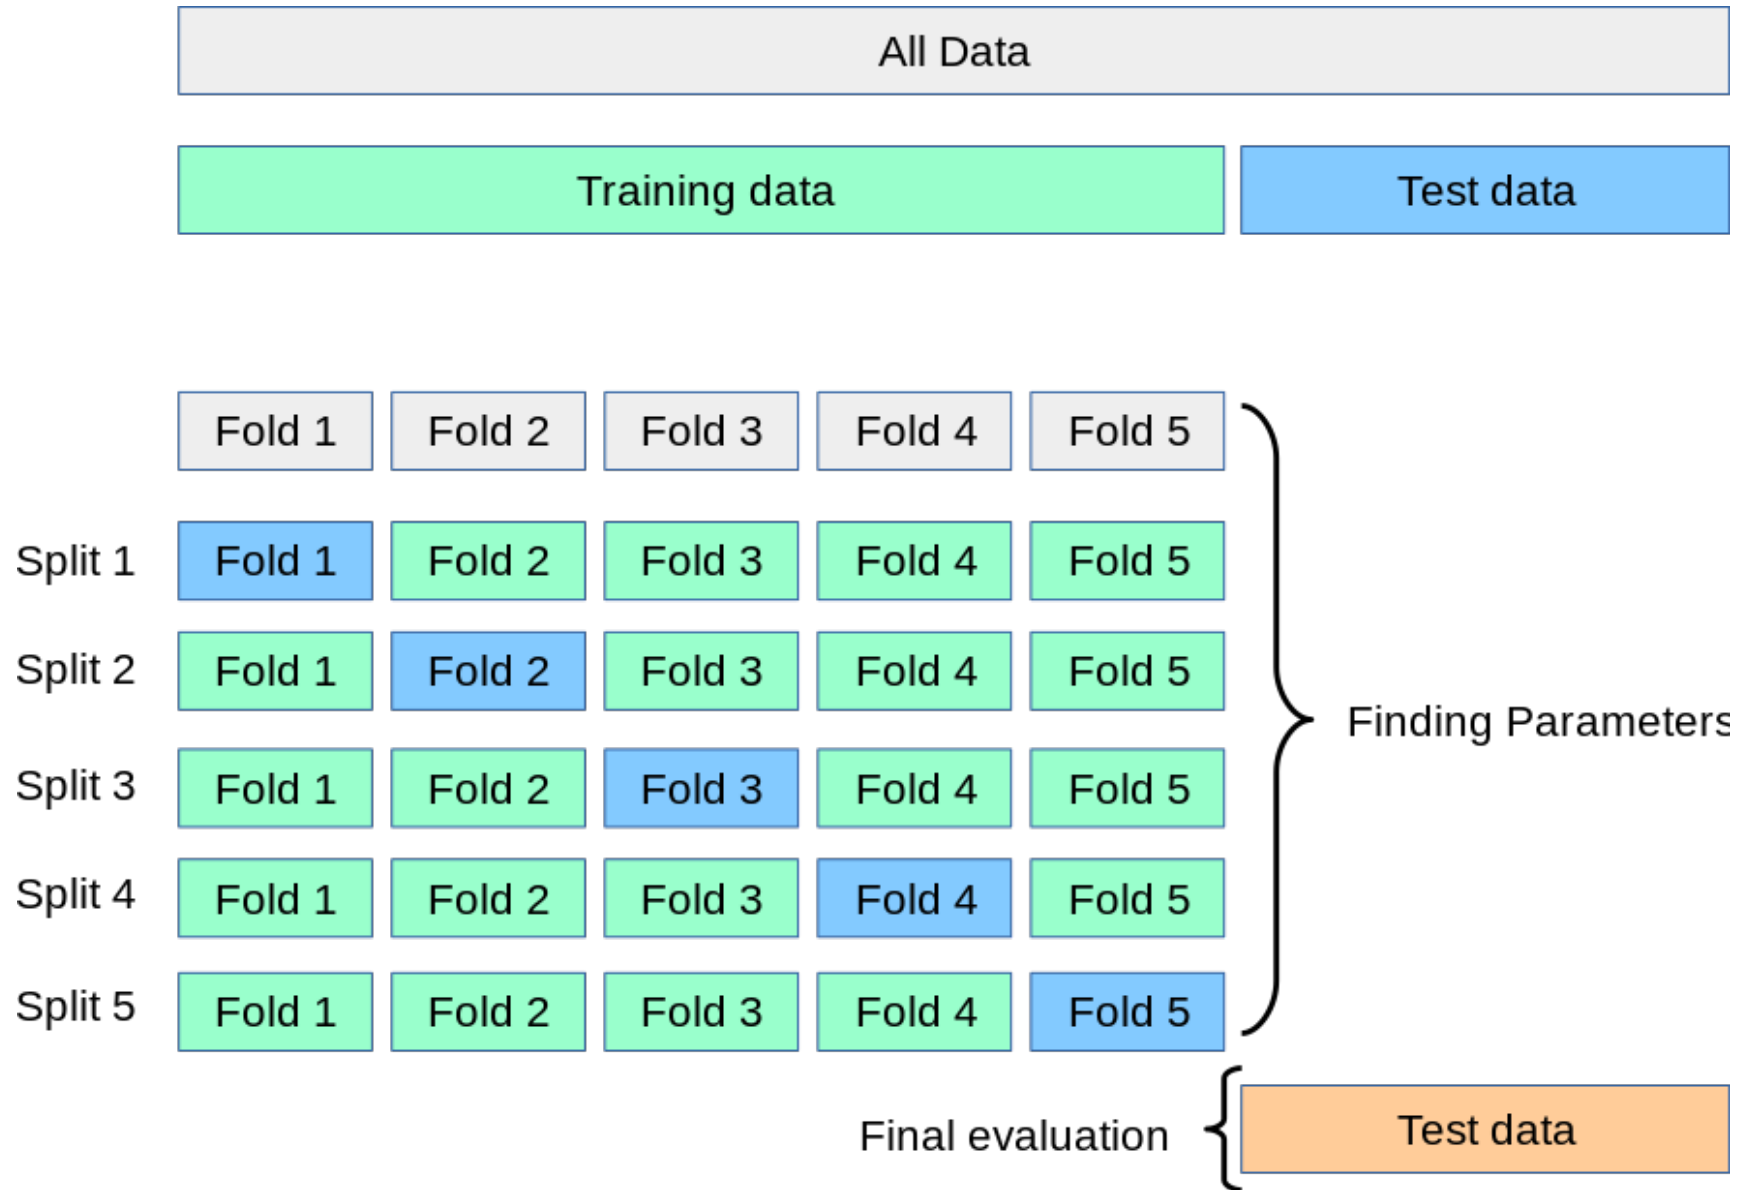 All Data
Training data Test data
Fold 1 Fold 2 Fold 3 Fold 4 Fold 5
Split 1 Fold 1 Fold 2 Fold 3 Fold 4 Fold 5
Split 2 Fold 1 Fold 2 Fold 3 Fold 4 Fold 5
Finding Parameters
Split 3 Fold 1 Fold 2 Fold 3 Fold 4 Fold 5
Split 4 Fold 1 Fold 2 Fold 3 Fold 4 Fold 5
Split 5 Fold 1 Fold 2 Fold 3 Fold 4 Fold 5
Final evaluation Test data